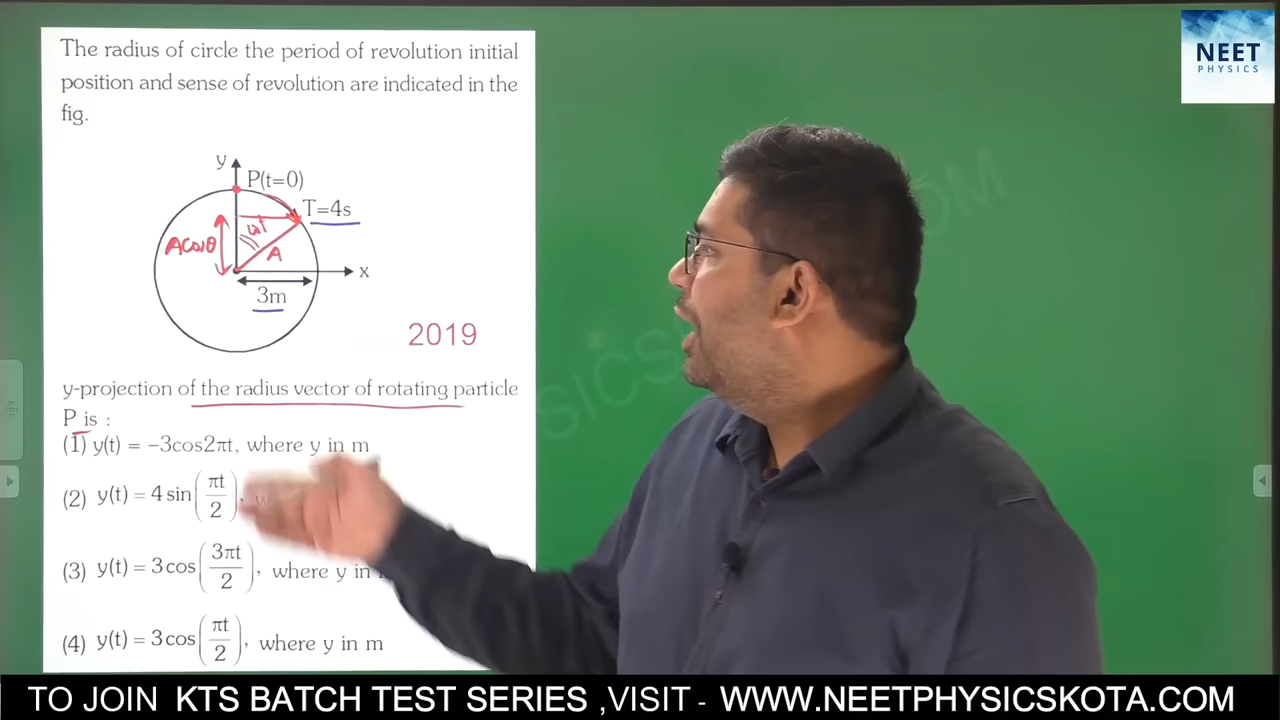 The radius of circle the period of revolution initial
position and sense of revolution are indicated in the
fig.
y
P(t=0)
T=4s
ωt
Acosθ
A
x
3m
2019
y-projection of the radius vector of rotating particle
P is :
(1) y(t) = −3cos2πt, where y in m
(2) y(t) = 4 sin(πt/2),
(3) y(t) = 3cos(3πt/2), where y in
(4) y(t) = 3cos(πt/2), where y in m
NEET
PHYSICS
TO JOIN KTS BATCH TEST SERIES ,VISIT - WWW.NEETPHYSICSKOTA.COM